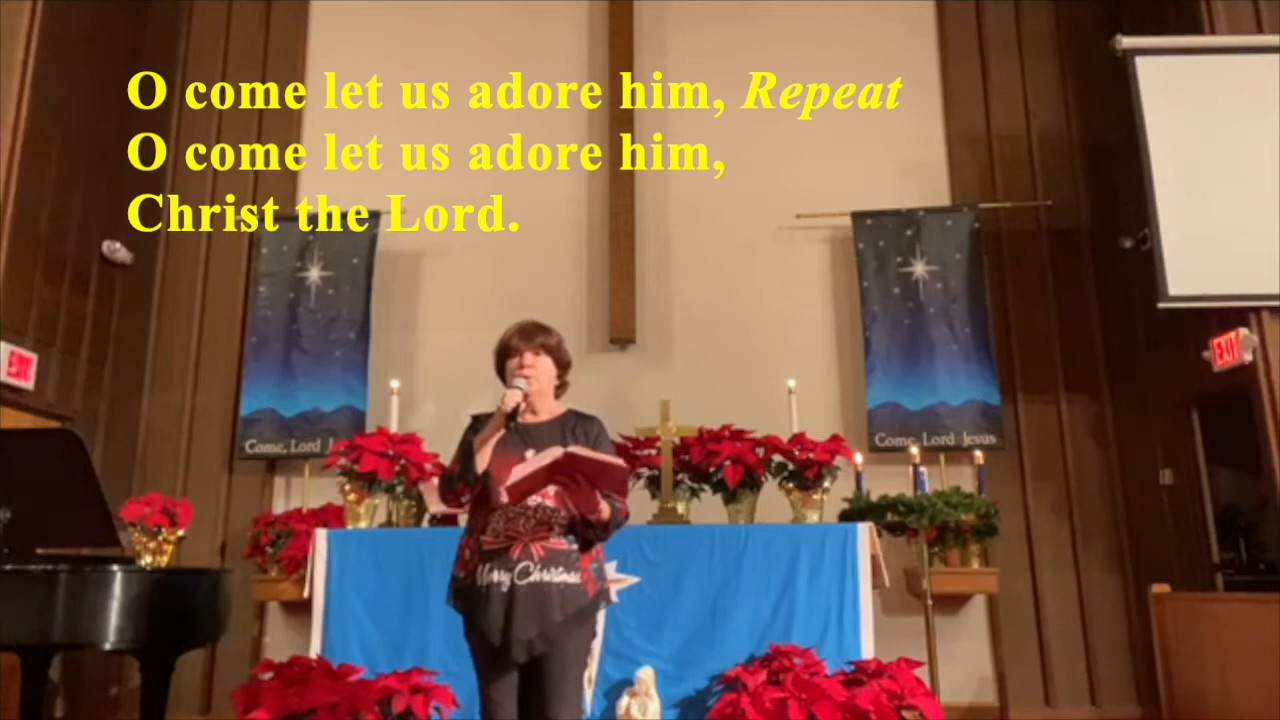 O come let us adore him, Repeat
O come let us adore him,
Christ the Lord.
EXIT
EXIT
Come, Lord
Come, Lord Jesus
Merry Christmas